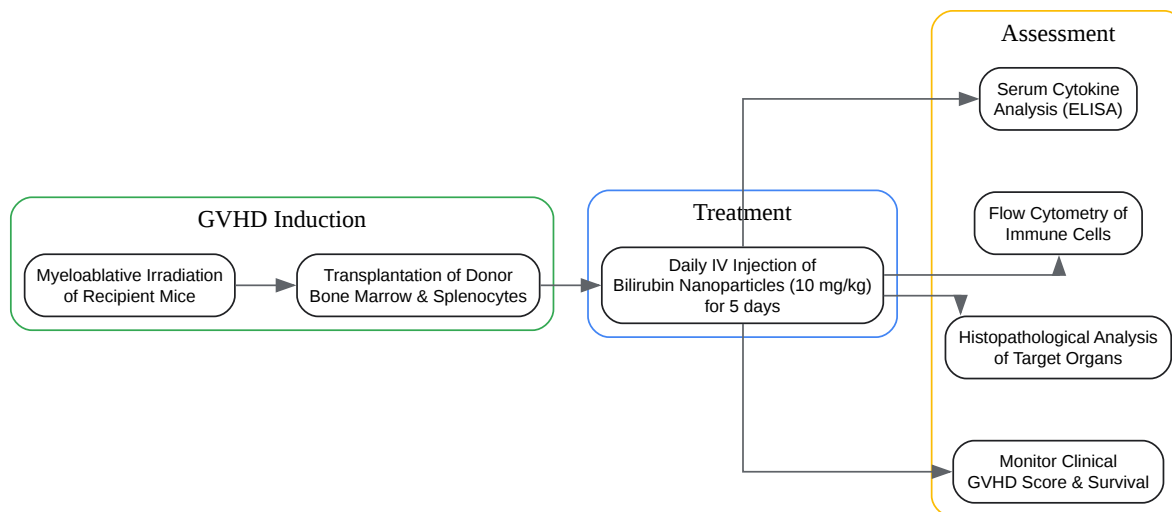 GVHD Induction
Myeloablative Irradiation
of Recipient Mice
Transplantation of Donor
Bone Marrow & Splenocytes
Treatment
Daily IV Injection of
Bilirubin Nanoparticles (10 mg/kg)
for 5 days
Assessment
Serum Cytokine
Analysis (ELISA)
Flow Cytometry of
Immune Cells
Histopathological Analysis
of Target Organs
Monitor Clinical
GVHD Score & Survival